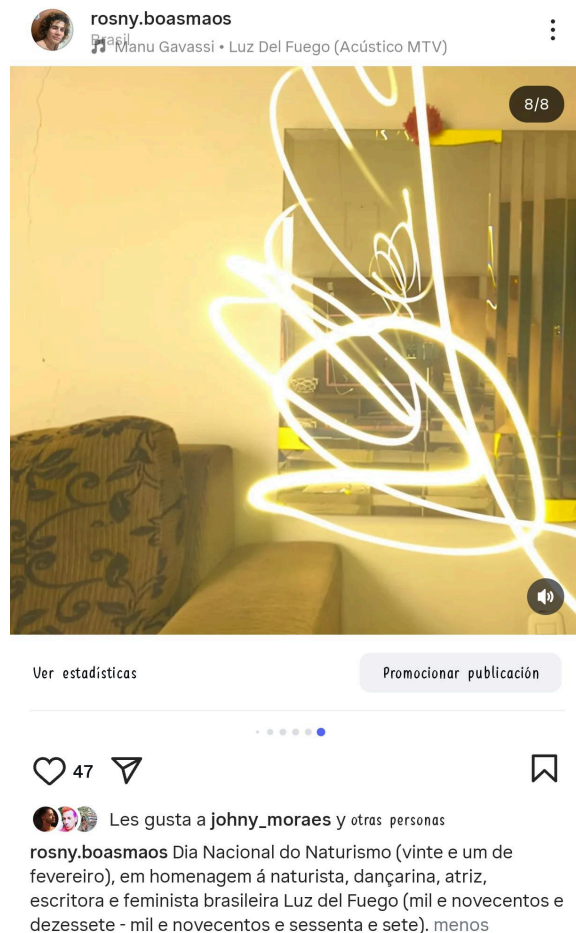 rosny.boasmaos
Brasil
Manu Gavassi • Luz Del Fuego (Acústico MTV)
8/8
Ver estadísticas
Promocionar publicación
47
Les gusta a johny_moraes y otras personas
rosny.boasmaos Dia Nacional do Naturismo (vinte e um de
fevereiro), em homenagem á naturista, dançarina, atriz,
escritora e feminista brasileira Luz del Fuego (mil e novecentos e
dezessete - mil e novecentos e sessenta e sete). menos